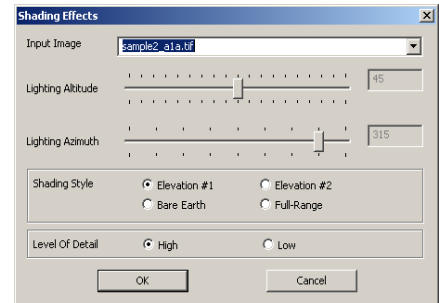 Shading Effects
Input Image
sample2_a1a.tif
Lighting Altitude
45
Lighting Azimuth
315
Shading Style
Elevation #1
Elevation #2
Bare Earth
Full-Range
Level Of Detail
High
Low
OK
Cancel